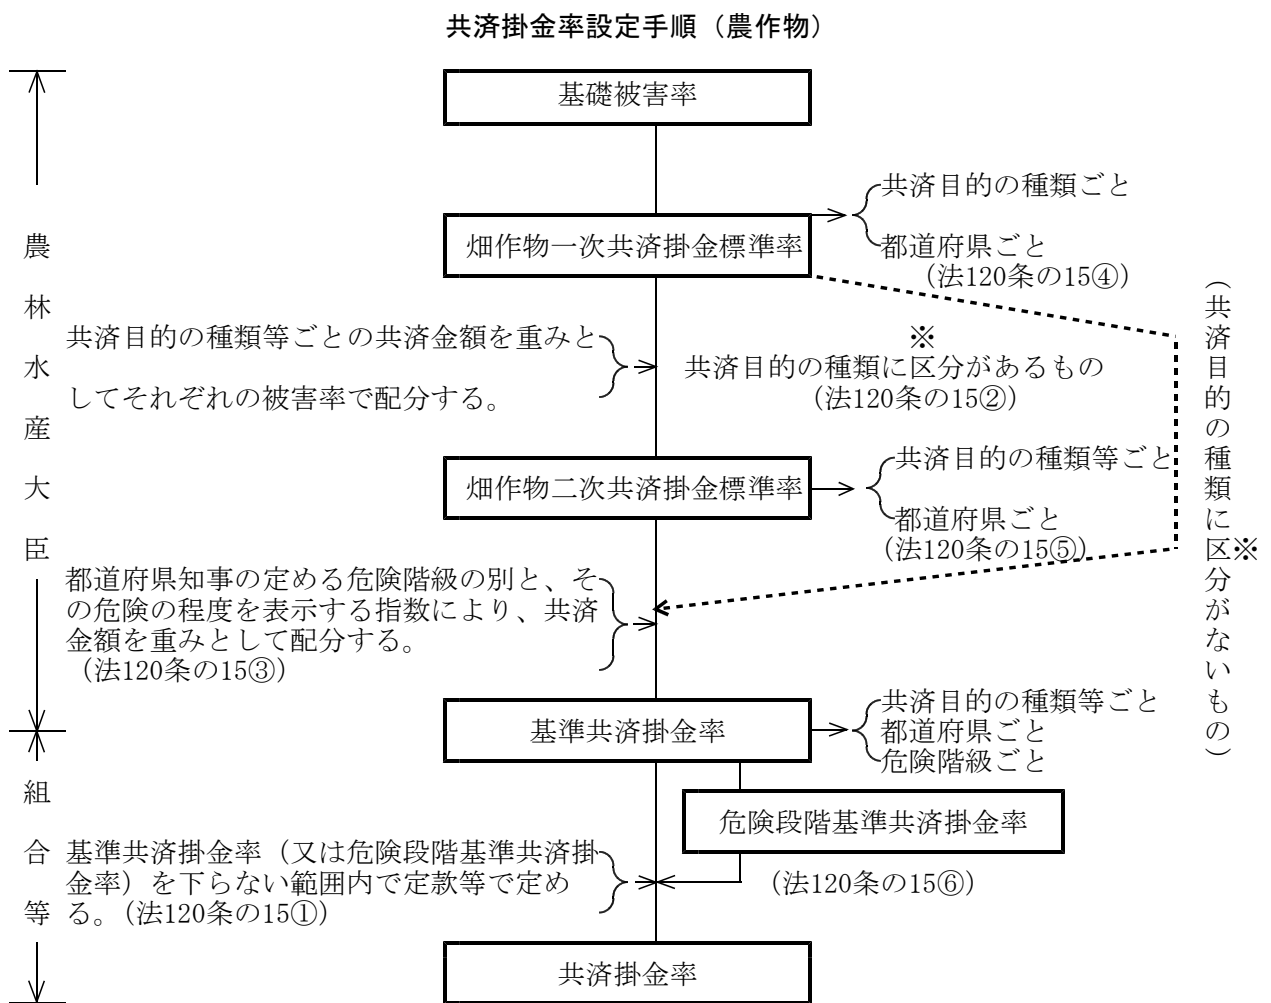 共済掛金率設定手順（農作物）
基礎被害率
共済目的の種類ごと
畑作物一次共済掛金標準率
都道府県ごと
（法120条の15④）
共済目的の種類等ごとの共済金額を重みと
してそれぞれの被害率で配分する。
※
共済目的の種類に区分があるもの
（法120条の15②）
（共済目的の種類に区分がないもの）
※
畑作物二次共済掛金標準率
共済目的の種類等ごと
都道府県ごと
（法120条の15⑤）
都道府県知事の定める危険階級の別と、そ
の危険の程度を表示する指数により、共済
金額を重みとして配分する。
（法120条の15③）
農林水産大臣
基準共済掛金率
共済目的の種類等ごと
都道府県ごと
危険階級ごと
危険段階基準共済掛金率
（法120条の15⑥）
組合等
基準共済掛金率（又は危険段階基準共済掛
金率）を下らない範囲内で定款等で定め
る。（法120条の15①）
共済掛金率